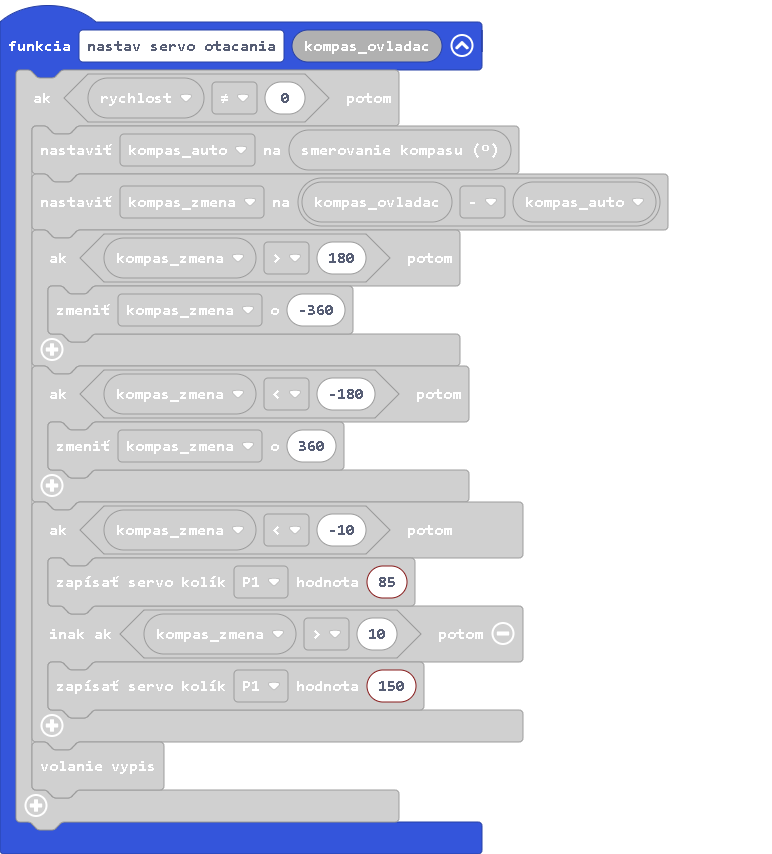 funkcia nastav servo otacania kompas_ovladac
ak rychlost ≠ 0 potom
nastaviť kompas_auto na smerovanie kompasu (º)
nastaviť kompas_zmena na kompas_ovladac - kompas_auto
ak kompas_zmena > 180 potom
zmeniť kompas_zmena o -360
ak kompas_zmena < -180 potom
zmeniť kompas_zmena o 360
ak kompas_zmena < -10 potom
zapísať servo kolík P1 hodnota 85
inak ak kompas_zmena > 10 potom
zapísať servo kolík P1 hodnota 150
volanie vypis